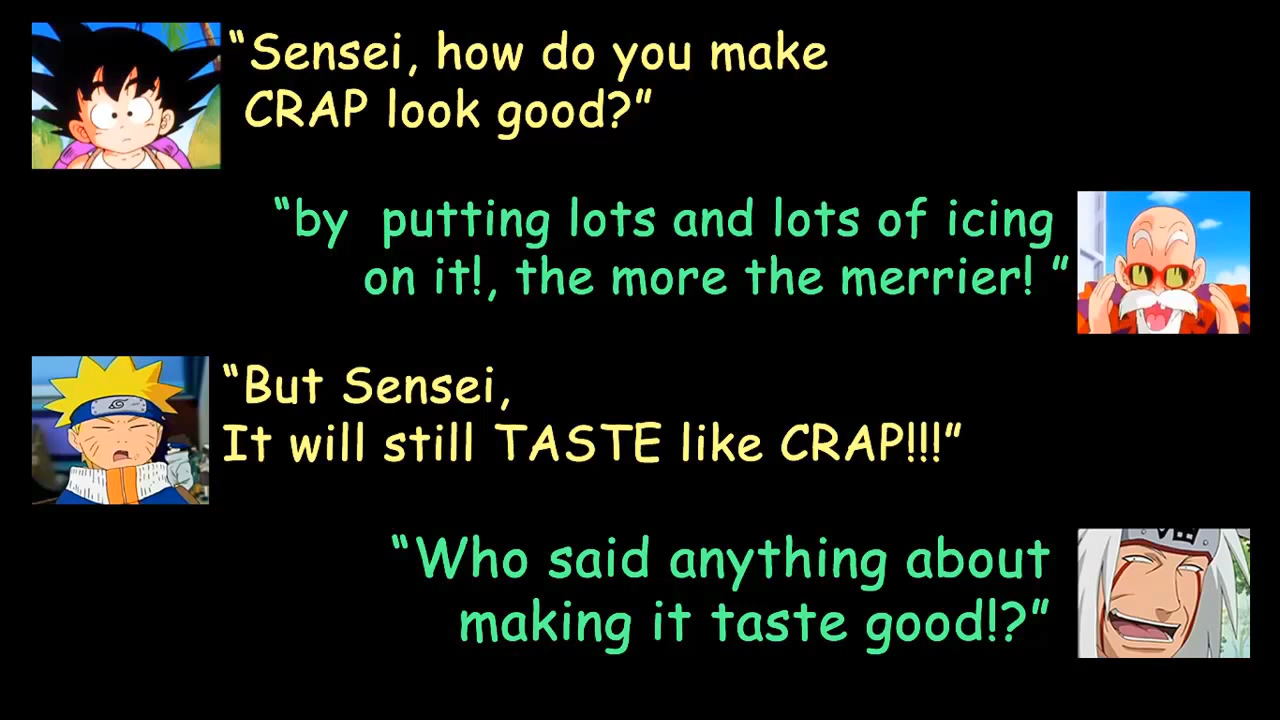 “Sensei, how do you make
CRAP look good?”
“by putting lots and lots of icing
on it!, the more the merrier! ”
“But Sensei,
It will still TASTE like CRAP!!!”
“Who said anything about
making it taste good!?”